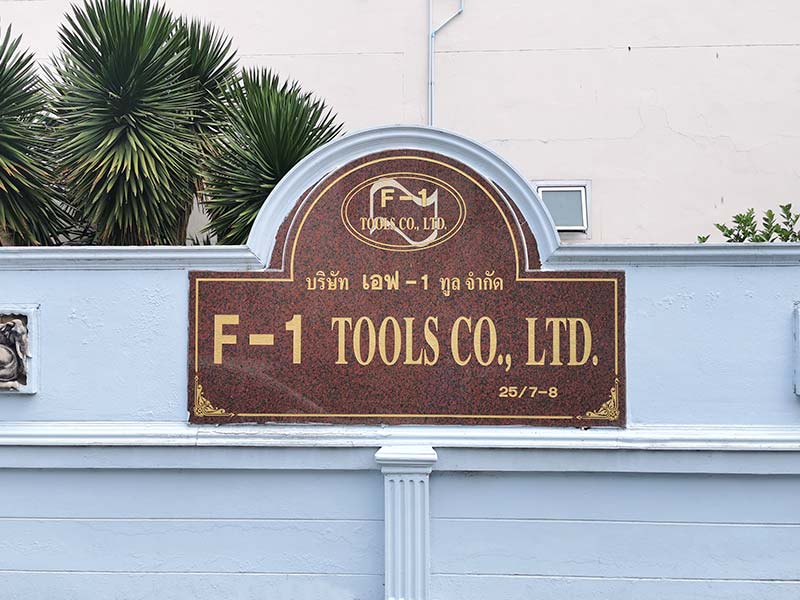 F-1
TOOLS CO., LTD.
บริษัท เอฟ-1 ทูล จำกัด
F-1 TOOLS CO., LTD.
25/7-8